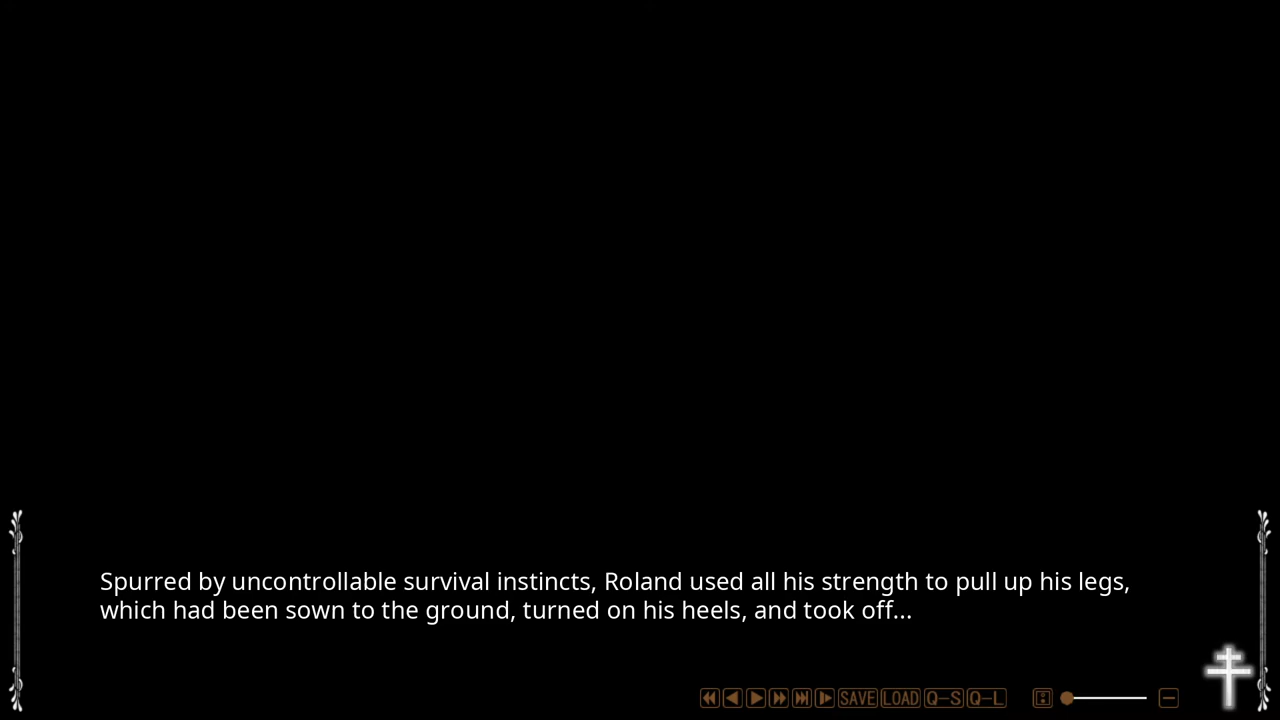 Spurred by uncontrollable survival instincts, Roland used all his strength to pull up his legs,
which had been sown to the ground, turned on his heels, and took off...
SAVE LOAD Q-S Q-L